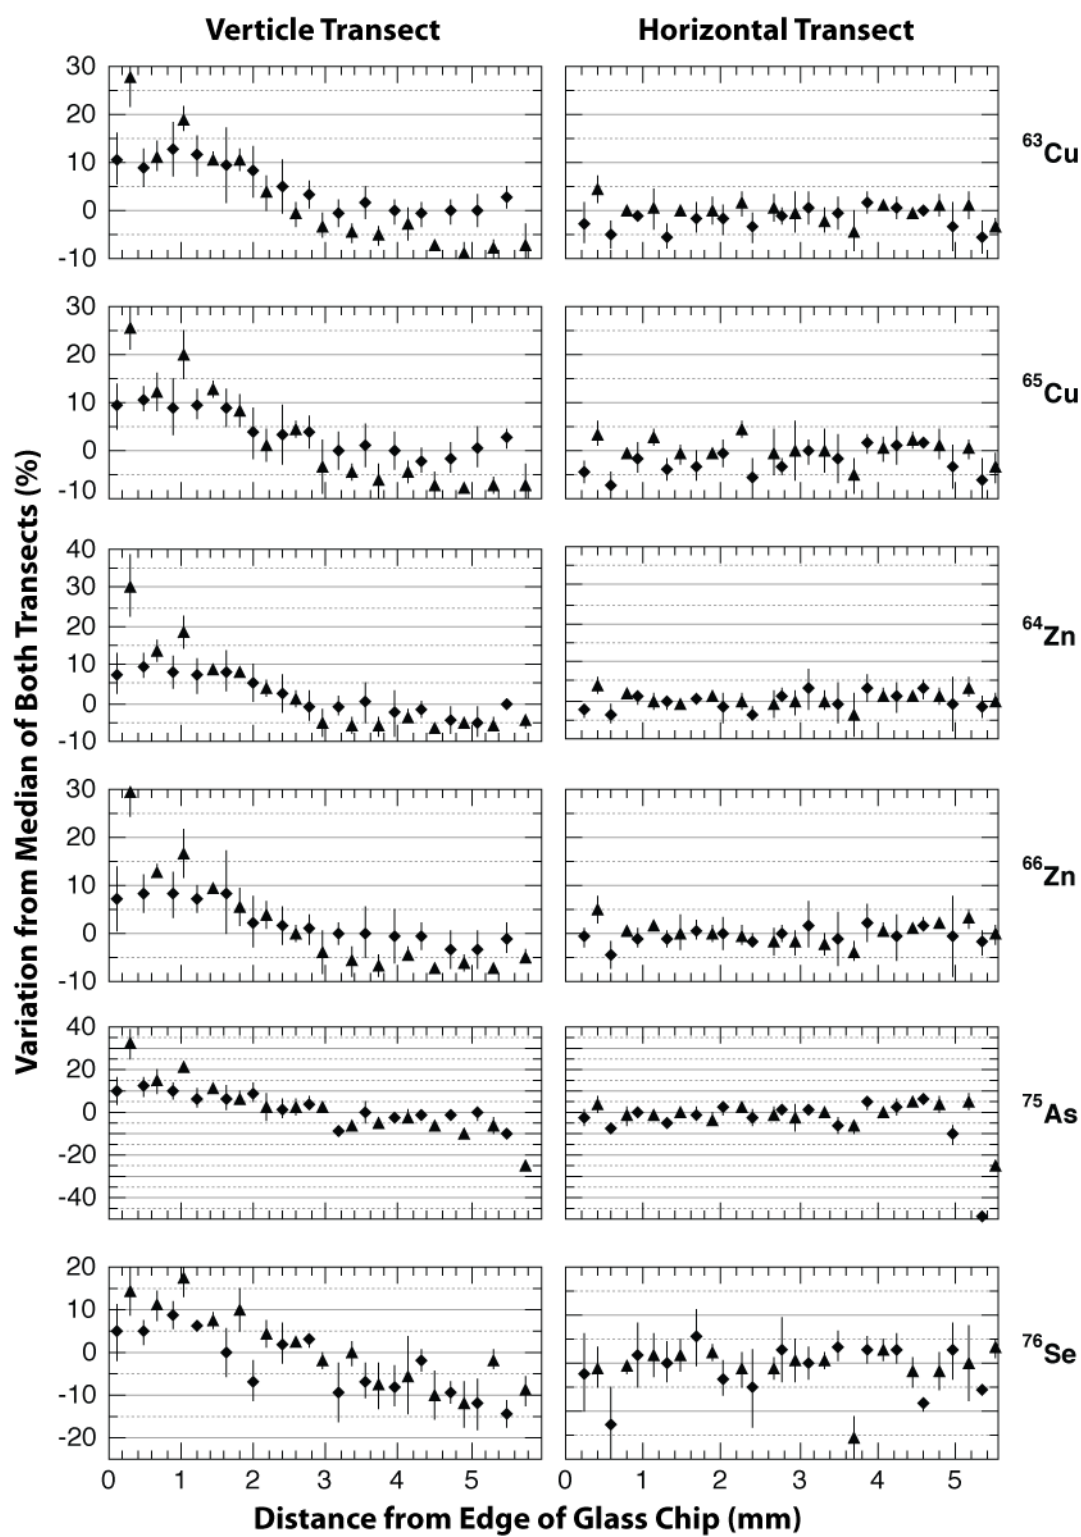 Verticle Transect
Horizontal Transect
Variation from Median of Both Transects (%)
30
20
10
0
-10
63Cu
30
20
10
0
-10
65Cu
40
30
20
10
0
-10
64Zn
30
20
10
0
-10
66Zn
40
20
0
-20
-40
75As
20
10
0
-10
-20
76Se
0 1 2 3 4 5
0 1 2 3 4 5
Distance from Edge of Glass Chip (mm)